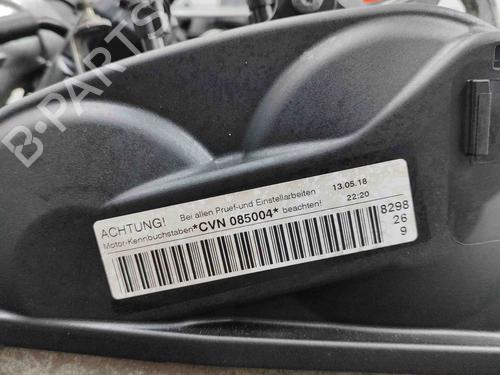 B-PARTS
ACHTUNG! Bei allen Pruef-und Einstellarbeiten 13.05.18
Motor-Kennbuchstaben *CVN 085004* beachten! 22:20
8298
26
9